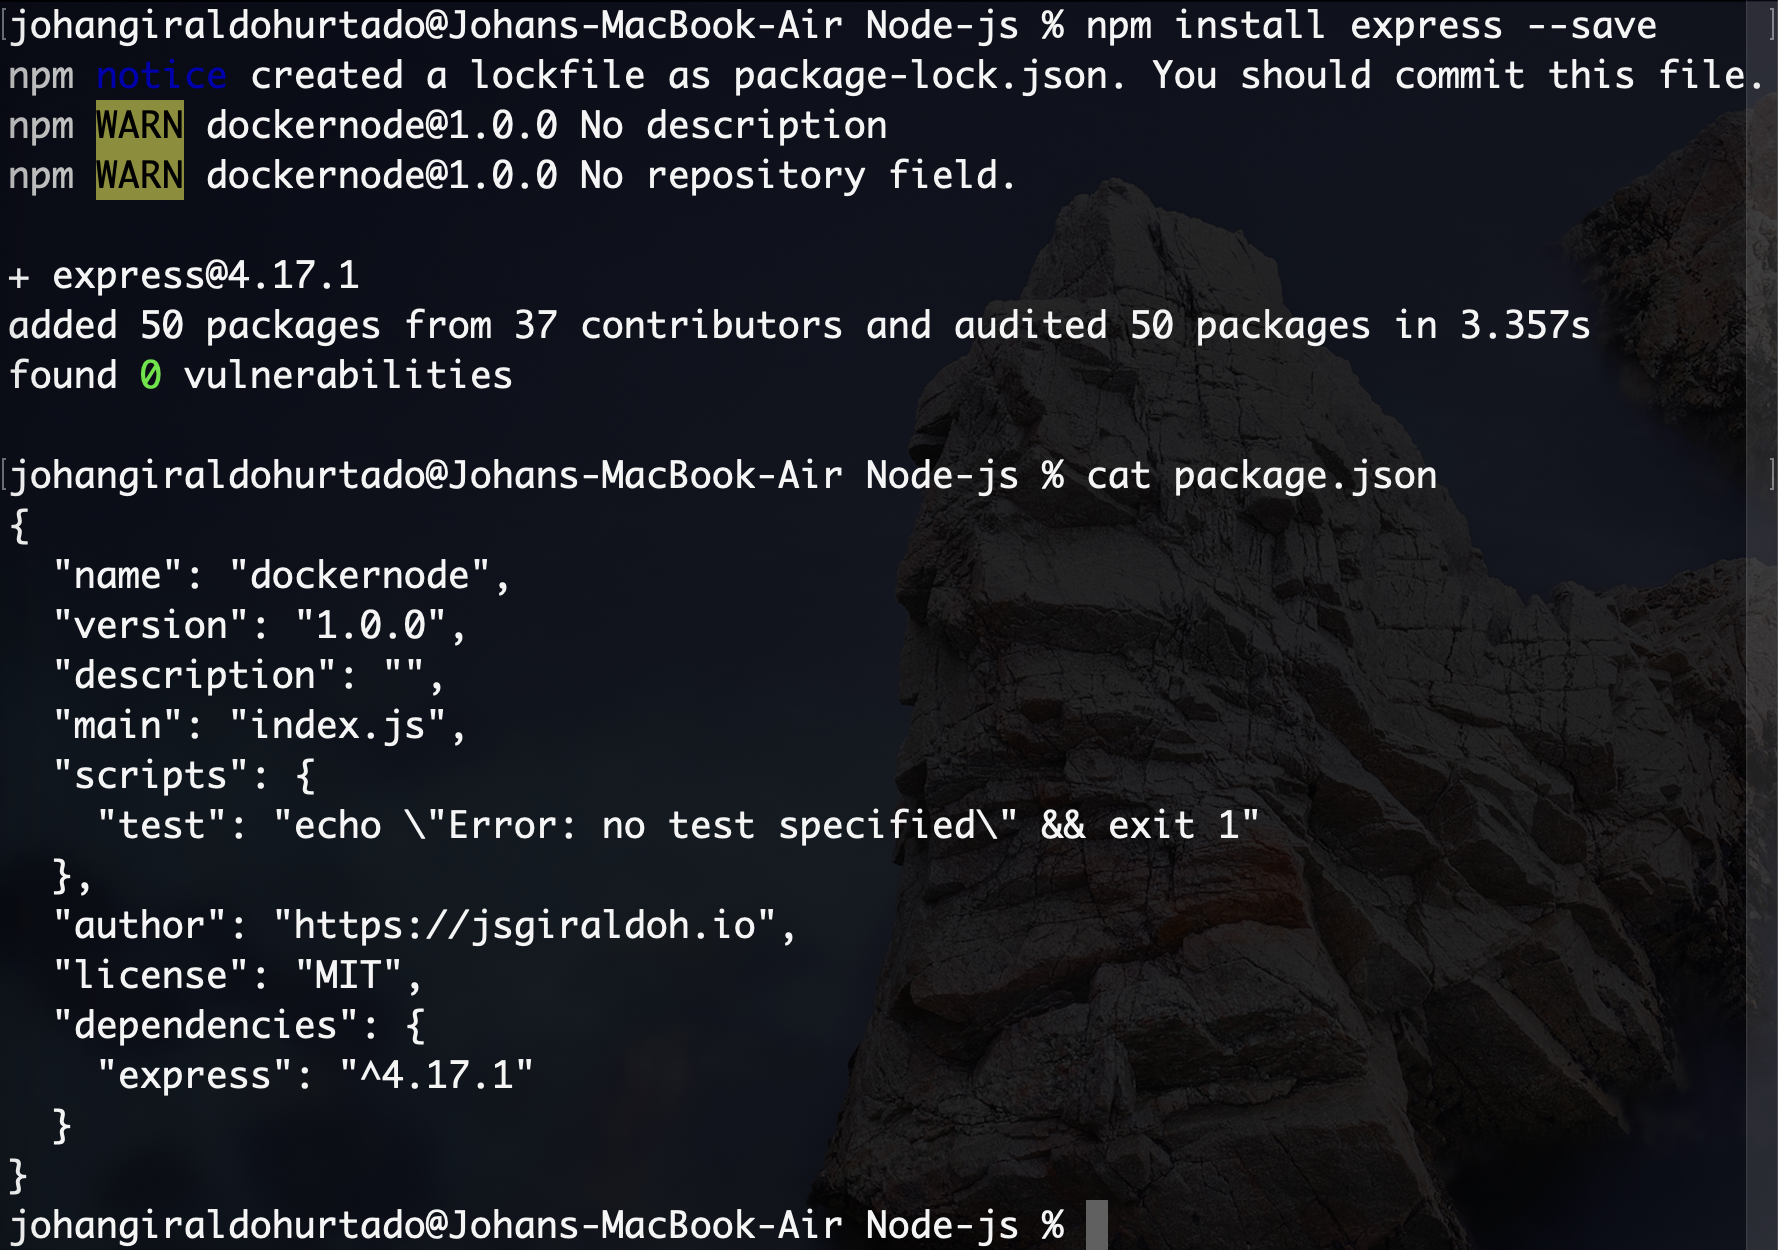 [johangiraldohurtado@Johans-MacBook-Air Node-js % npm install express --save ]
npm notice created a lockfile as package-lock.json. You should commit this file.
npm WARN dockernode@1.0.0 No description
npm WARN dockernode@1.0.0 No repository field.

+ express@4.17.1
added 50 packages from 37 contributors and audited 50 packages in 3.357s
found 0 vulnerabilities

[johangiraldohurtado@Johans-MacBook-Air Node-js % cat package.json ]
{
  "name": "dockernode",
  "version": "1.0.0",
  "description": "",
  "main": "index.js",
  "scripts": {
    "test": "echo \"Error: no test specified\" && exit 1"
  },
  "author": "https://jsgiraldoh.io",
  "license": "MIT",
  "dependencies": {
    "express": "^4.17.1"
  }
}
johangiraldohurtado@Johans-MacBook-Air Node-js %